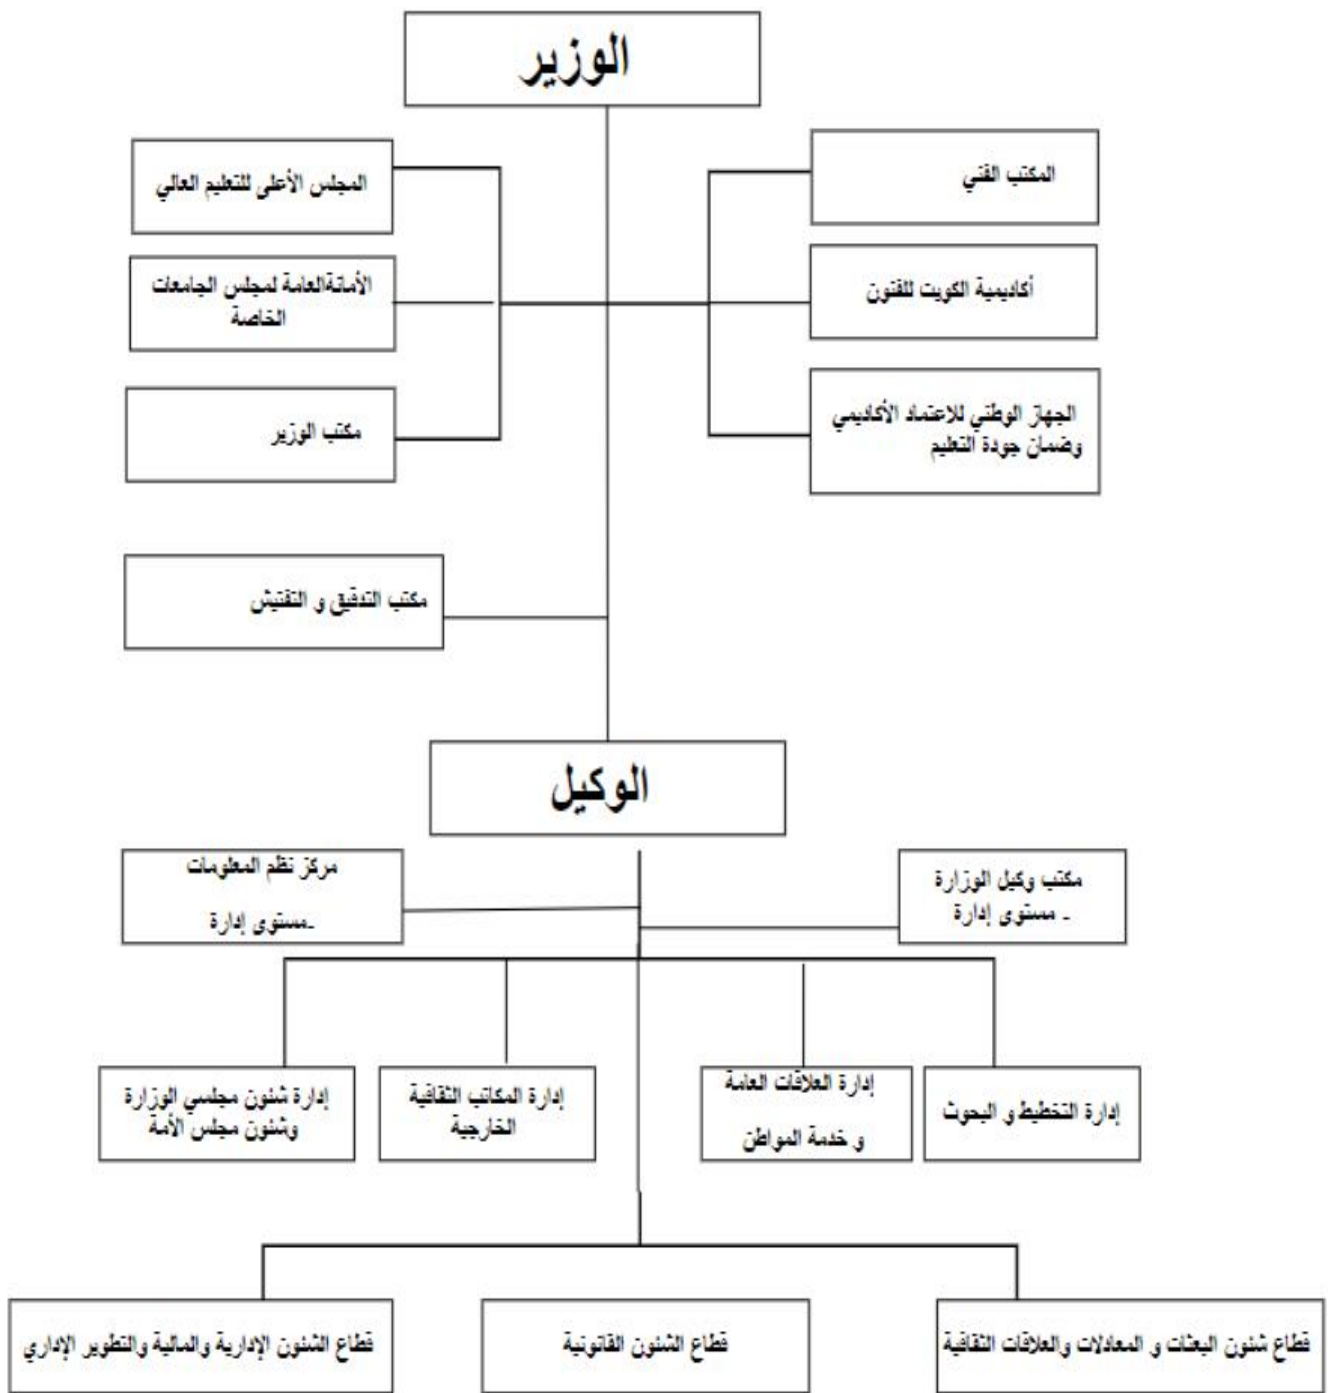 الوزير
المكتب الفني
المجلس الأعلى للتعليم العالي
أكاديمية الكويت للفنون
الأمانةالعامة لمجلس الجامعات
الخاصة
الجهاز الوطني للاعتماد الأكاديمي
وضمان جودة التعليم
مكتب الوزير
مكتب التدقيق و التفتيش
الوكيل
مكتب وكيل الوزارة
- مستوى إدارة
مركز نظم المعلومات
-مستوى إدارة
إدارة التخطيط و البحوث
إدارة العلاقات العامة
و خدمة المواطن
إدارة المكاتب الثقافية
الخارجية
إدارة شئون مجلسي الوزارة
وشئون مجلس الأمة
قطاع شئون البعثات و المعادلات والعلاقات الثقافية
قطاع الشئون القانونية
قطاع الشئون الإدارية والمالية والتطوير الإداري